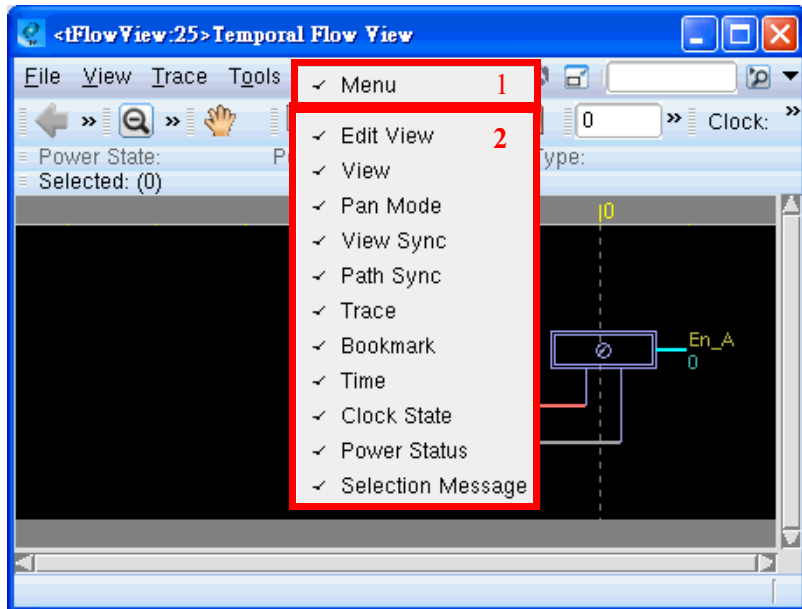 <tFlowView:25>Temporal Flow View
File View Trace Tools
Menu 1
0 Clock:
Edit View 2
Power State: P ype:
View
Selected: (0)
Pan Mode
0
View Sync
Path Sync
Trace
En_A
Bookmark
0
Time
Clock State
Power Status
Selection Message